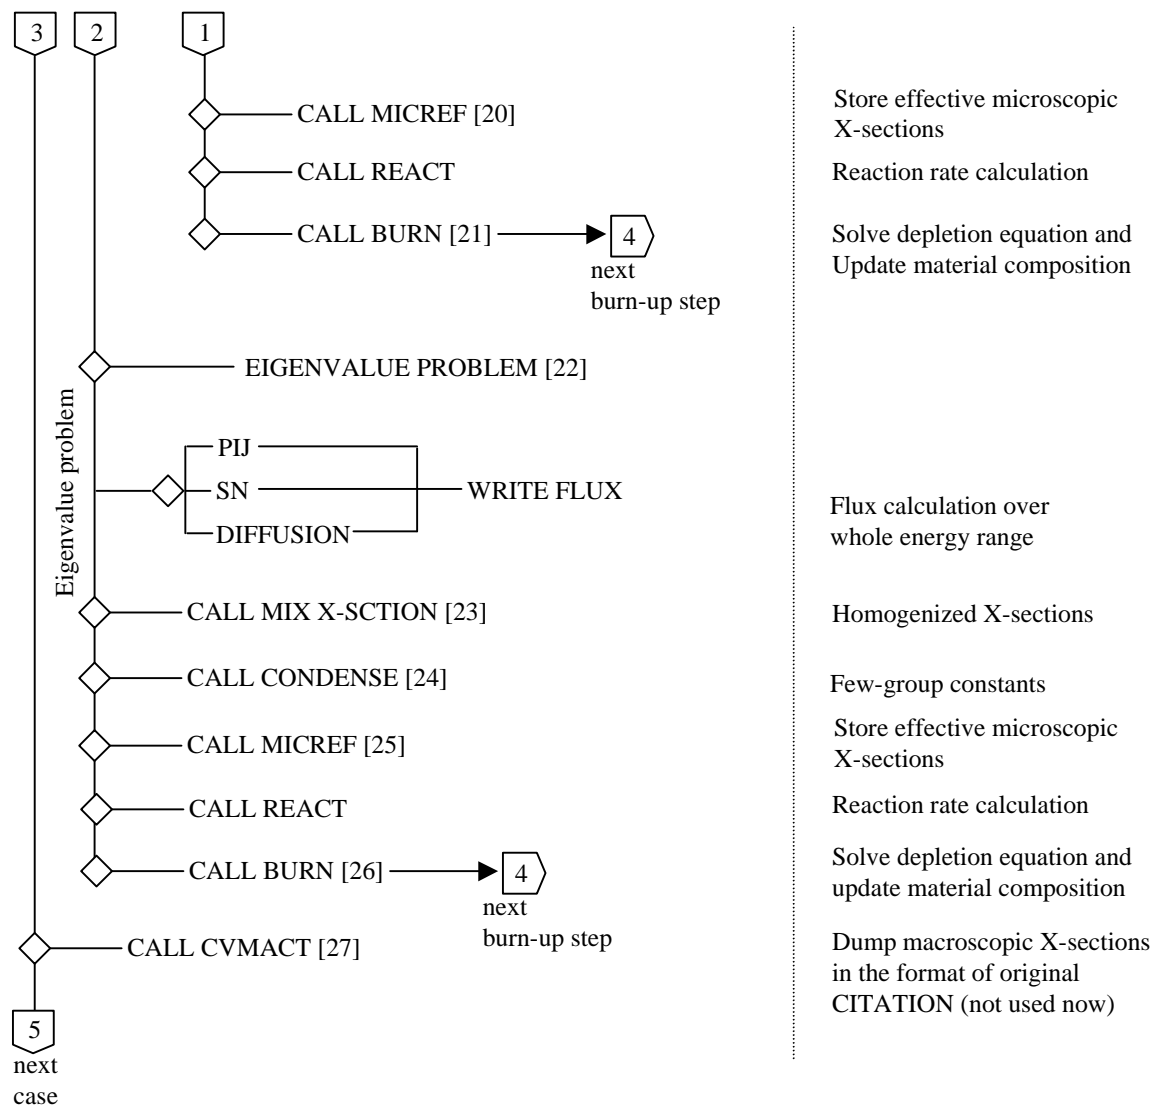 3
2
1
CALL MICREF [20]
Store effective microscopic
X-sections
CALL REACT
Reaction rate calculation
CALL BURN [21]
4
next
burn-up step
Solve depletion equation and
Update material composition
EIGENVALUE PROBLEM [22]
Eigenvalue problem
PIJ
SN
DIFFUSION
WRITE FLUX
Flux calculation over
whole energy range
CALL MIX X-SCTION [23]
Homogenized X-sections
CALL CONDENSE [24]
Few-group constants
CALL MICREF [25]
Store effective microscopic
X-sections
CALL REACT
Reaction rate calculation
CALL BURN [26]
4
next
burn-up step
Solve depletion equation and
update material composition
CALL CVMACT [27]
Dump macroscopic X-sections
in the format of original
CITATION (not used now)
5
next
case